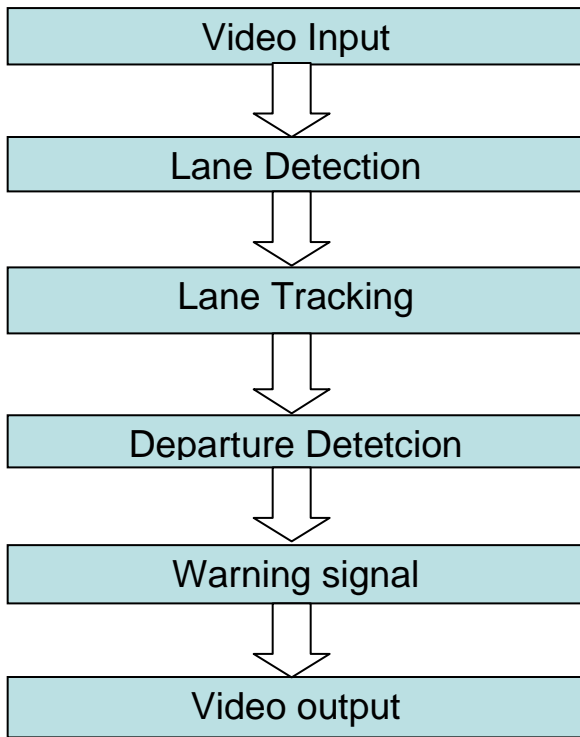 Video Input
Lane Detection
Lane Tracking
Departure Detetcion
Warning signal
Video output